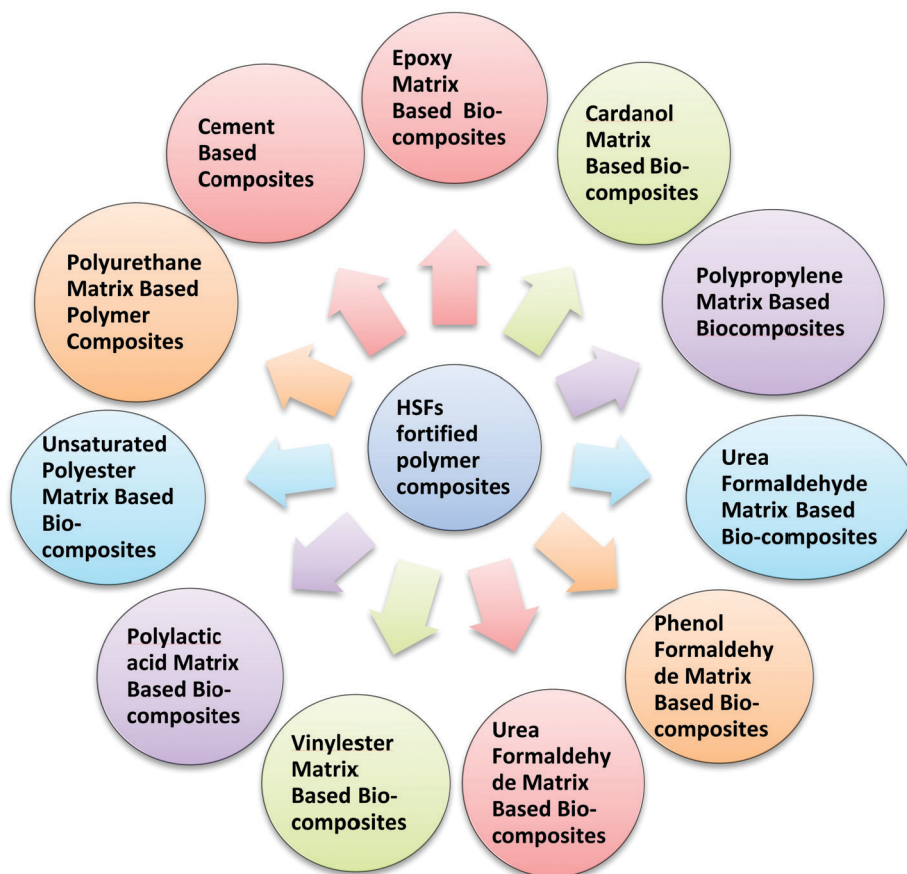 Epoxy
Matrix
Based Bio-
composites
Cardanol
Matrix
Based Bio-
composites
Polypropylene
Matrix Based
Biocomposites
Urea
Formaldehyde
Matrix Based
Bio-composites
Phenol
Formaldehy
de Matrix
Based Bio-
composites
Urea
Formaldehy
de Matrix
Based Bio-
composites
Vinylester
Matrix
Based Bio-
composites
Polylactic
acid Matrix
Based Bio-
composites
Unsaturated
Polyester
Matrix Based
Bio-
composites
Polyurethane
Matrix Based
Polymer
Composites
Cement
Based
Composites
HSFs
fortified
polymer
composites